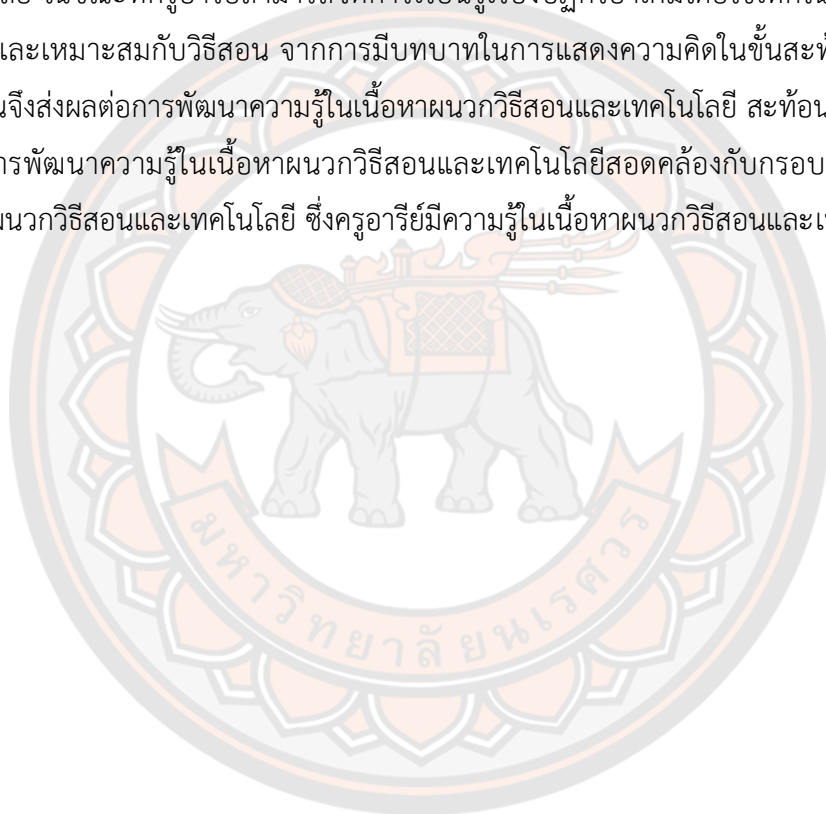 และเหมาะสมกับวิธีสอน จากการมีบทบาทในการแสดงความคิดในขั้นสะท้
นจึงส่งผลต่อการพัฒนาความรู้ในเนื้อหาผนวกวิธีสอนและเทคโนโลยี สะท้อน
ารพัฒนาความรู้ในเนื้อหาผนวกวิธีสอนและเทคโนโลยีสอดคล้องกับกรอบ
ผนวกวิธีสอนและเทคโนโลยี ซึ่งครูอารีย์มีความรู้ในเนื้อหาผนวกวิธีสอนและเ
มหาวิทยาลัยนเรศวร